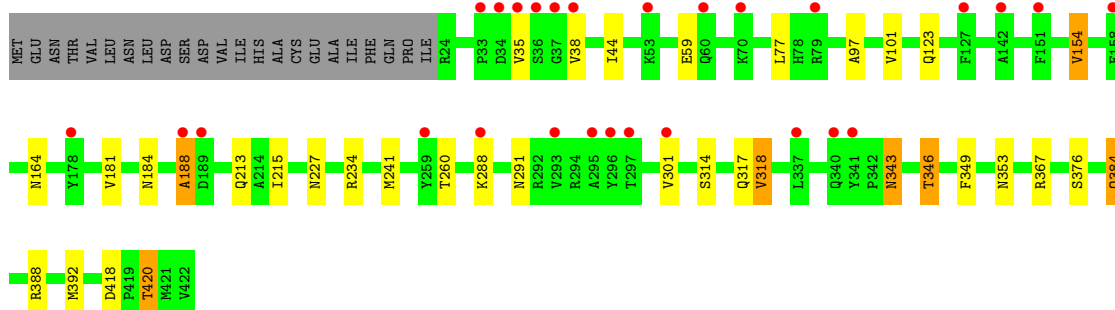 MET GLU ASN THR VAL LEU ASN LEU ASP SER ASP VAL ILE HIS ALA CYS GLU ALA ILE PHE GLN PRO ILE R24 P33 D34 V35 S36 G37 V38 I44 K53 E59 Q60 K70 L77 H78 R79 A97 V101 Q123 F127 A142 F151 V154
N164 Y178 V181 N184 A188 D189 Q213 A214 I215 N227 R234 M241 Y259 T260 K288 N291 R292 V293 R294 A295 Y296 T297 V301 S314 Q317 V318 L337 Q340 Y341 P342 N343 T346 F349 N353 R367 S376
R388 M392 D418 P419 T420 M421 V422